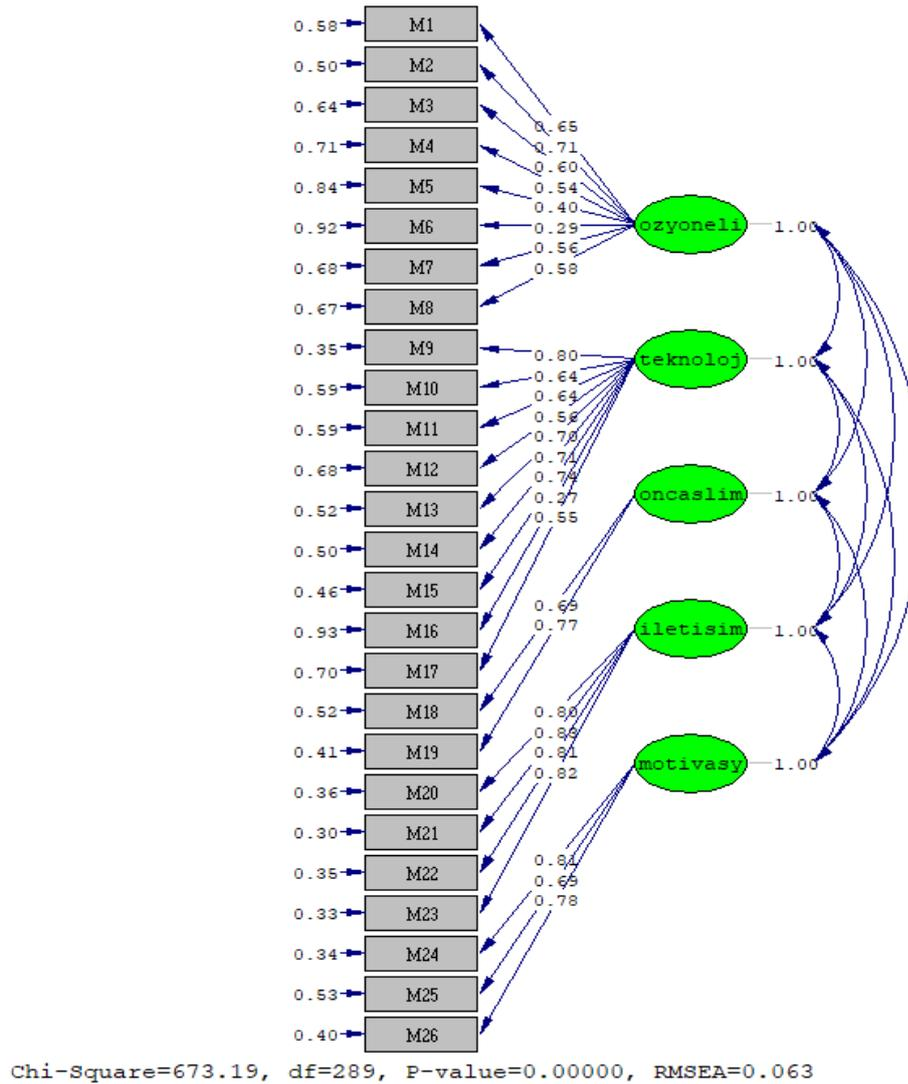 0.58 M1
0.50 M2
0.64 M3
0.71 M4
0.84 M5
0.92 M6
0.68 M7
0.67 M8
0.35 M9
0.59 M10
0.59 M11
0.68 M12
0.52 M13
0.50 M14
0.46 M15
0.93 M16
0.70 M17
0.52 M18
0.41 M19
0.36 M20
0.30 M21
0.35 M22
0.33 M23
0.34 M24
0.53 M25
0.40 M26
0.65
0.71
0.60
0.54
0.40
0.29
0.56
0.58
ozyoneli 1.00
0.80
0.64
0.64
0.56
0.70
0.71
0.74
0.27
0.55
teknoloj 1.00
0.69
0.77
oncaslim 1.00
0.80
0.81
0.82
iletisim 1.00
0.81
0.69
0.78
motivasy 1.00
Chi-Square=673.19, df=289, P-value=0.00000, RMSEA=0.063